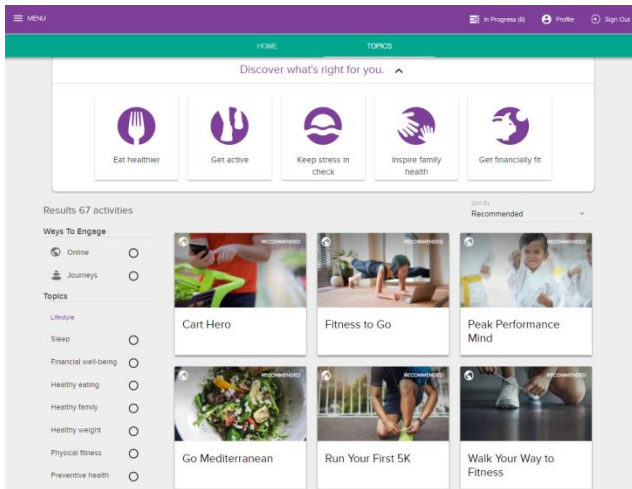 MENU
In Progress (6)
Profile
Sign Out
HOME
TOPICS
Discover what's right for you.
Eat healthier
Get active
Keep stress in
check
Inspire family
health
Get financially fit
Results 67 activities
Sort By
Recommended
Ways To Engage
Online
Journeys
Topics
Lifestyle
Sleep
Financial well-being
Healthy eating
Healthy family
Healthy weight
Physical fitness
Preventive health
RECOMMENDED
Cart Hero
RECOMMENDED
Fitness to Go
RECOMMENDED
Peak Performance
Mind
RECOMMENDED
Go Mediterranean
RECOMMENDED
Run Your First 5K
RECOMMENDED
Walk Your Way to
Fitness